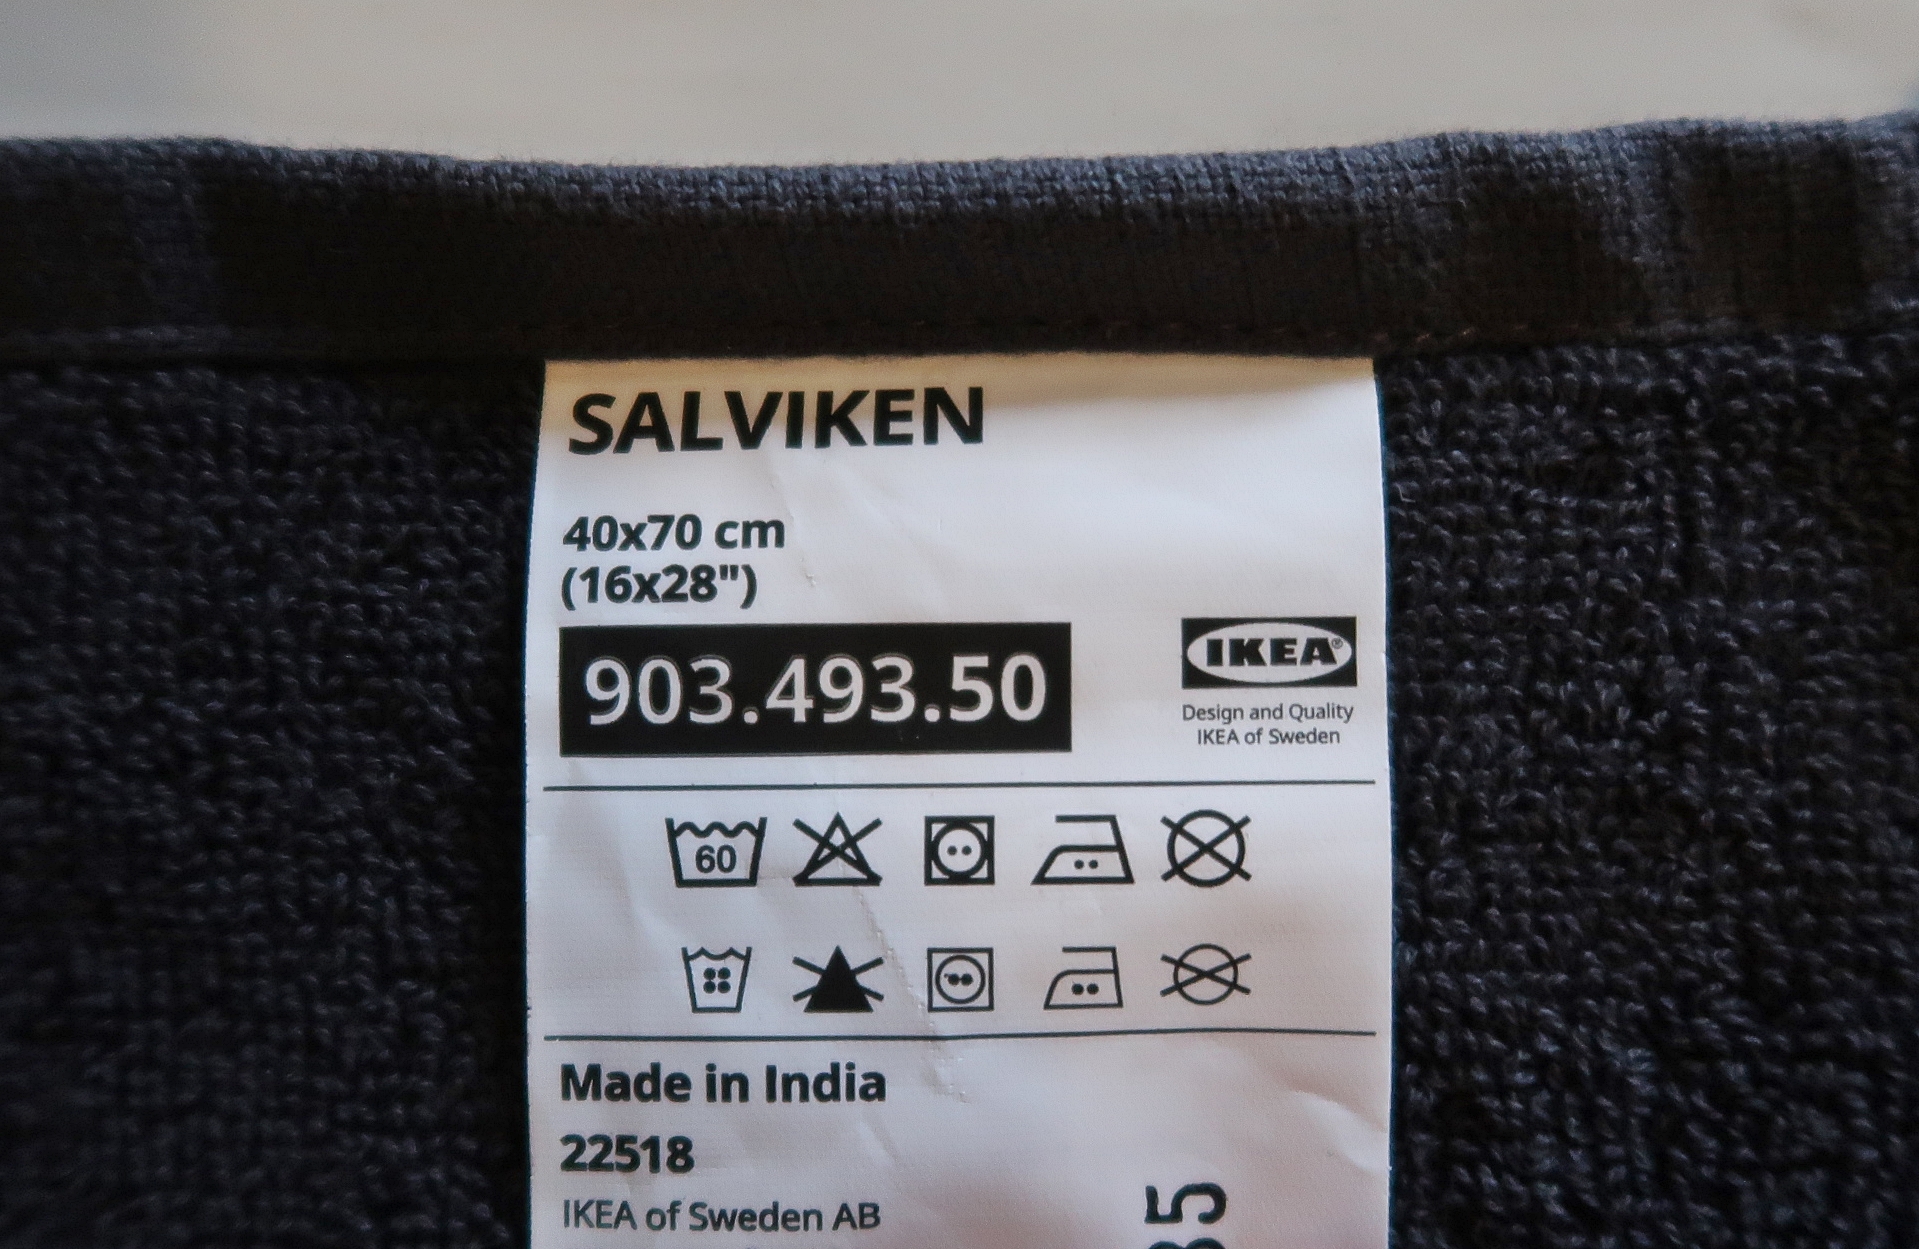 SALVIKEN
40x70 cm
(16x28")
903.493.50
IKEA®
Design and Quality
IKEA of Sweden
60
Made in India
22518
IKEA of Sweden AB